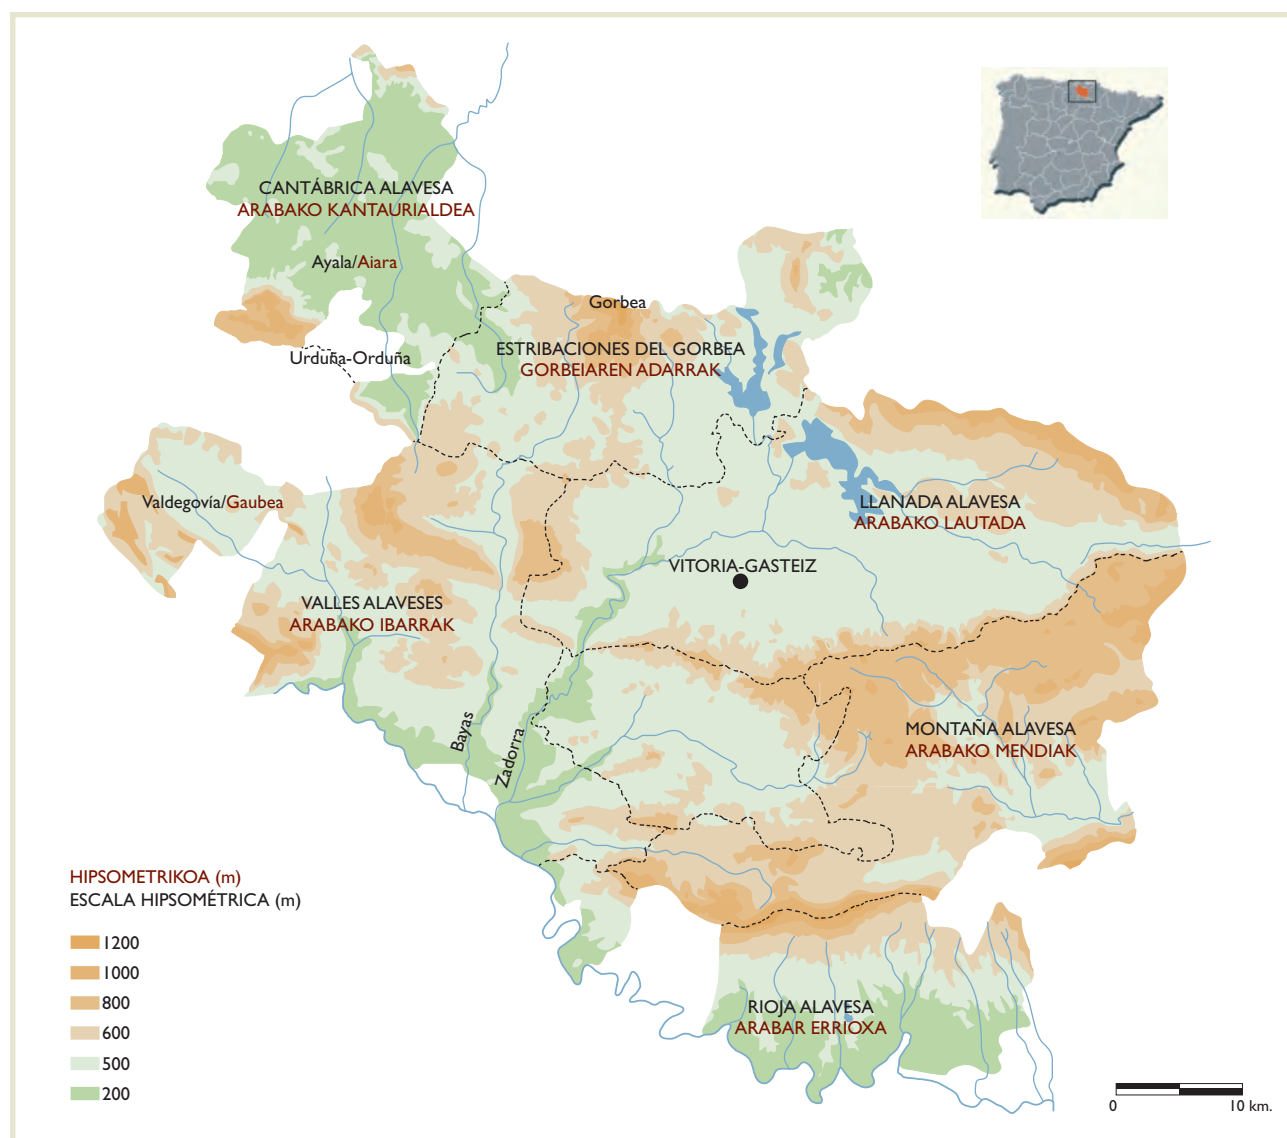 CANTÁBRICA ALAVESA
ARABAKO KANTAURIALDEA
Ayala/Aiara
Gorbea
Urduña-Orduña
ESTRIBACIONES DEL GORBEA
GORBEIAREN ADARRAK
Valdegovía/Gaubea
LLANADA ALAVESA
ARABAKO LAUTADA
VITORIA-GASTEIZ
VALLES ALAVESES
ARABAKO IBARRAK
Bayas
Zadorra
MONTAÑA ALAVESA
ARABAKO MENDIAK
RIOJA ALAVESA
ARABAR ERRIOXA
HIPSOMETRIKOA (m)
ESCALA HIPSOMÉTRICA (m)
1200
1000
800
600
500
200
0 10 km.